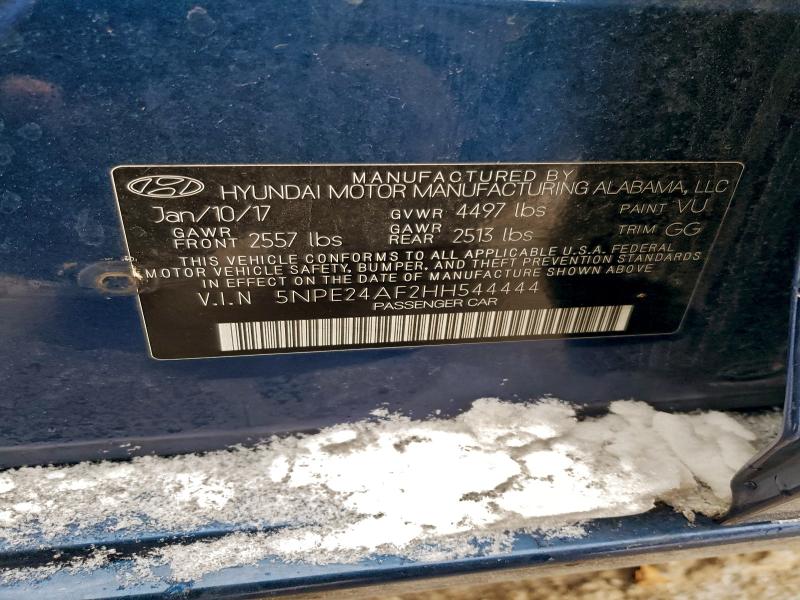 MANUFACTURED BY
HYUNDAI MOTOR MANUFACTURING ALABAMA, LLC
Jan/10/17 GVWR 4497 lbs PAINT VU
GAWR FRONT 2557 lbs GAWR REAR 2513 lbs TRIM GG
THIS VEHICLE CONFORMS TO ALL APPLICABLE U.S.A. FEDERAL
MOTOR VEHICLE SAFETY, BUMPER, AND THEFT PREVENTION STANDARDS
IN EFFECT ON THE DATE OF MANUFACTURE SHOWN ABOVE
V.I.N 5NPE24AF2HH544444
PASSENGER CAR